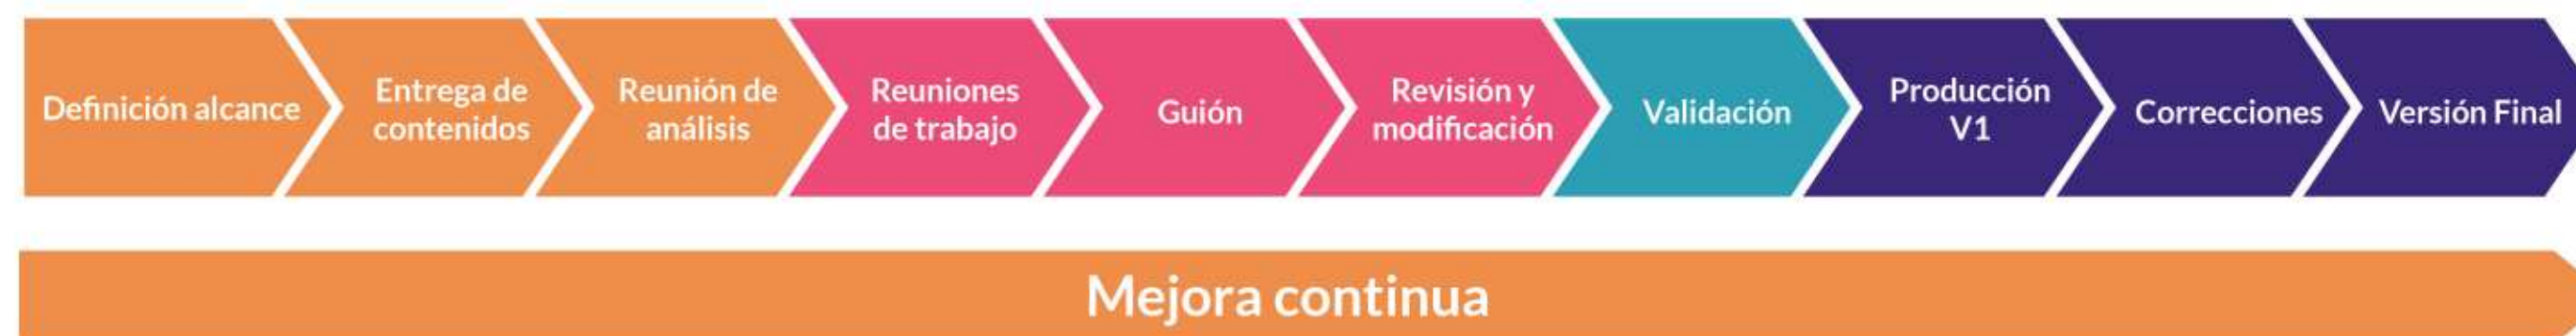 Definición alcance
Entrega de
contenidos
Reunión de
análisis
Reuniones
de trabajo
Guión
Revisión y
modificación
Validación
Producción
V1
Correcciones
Versión Final
Mejora continua